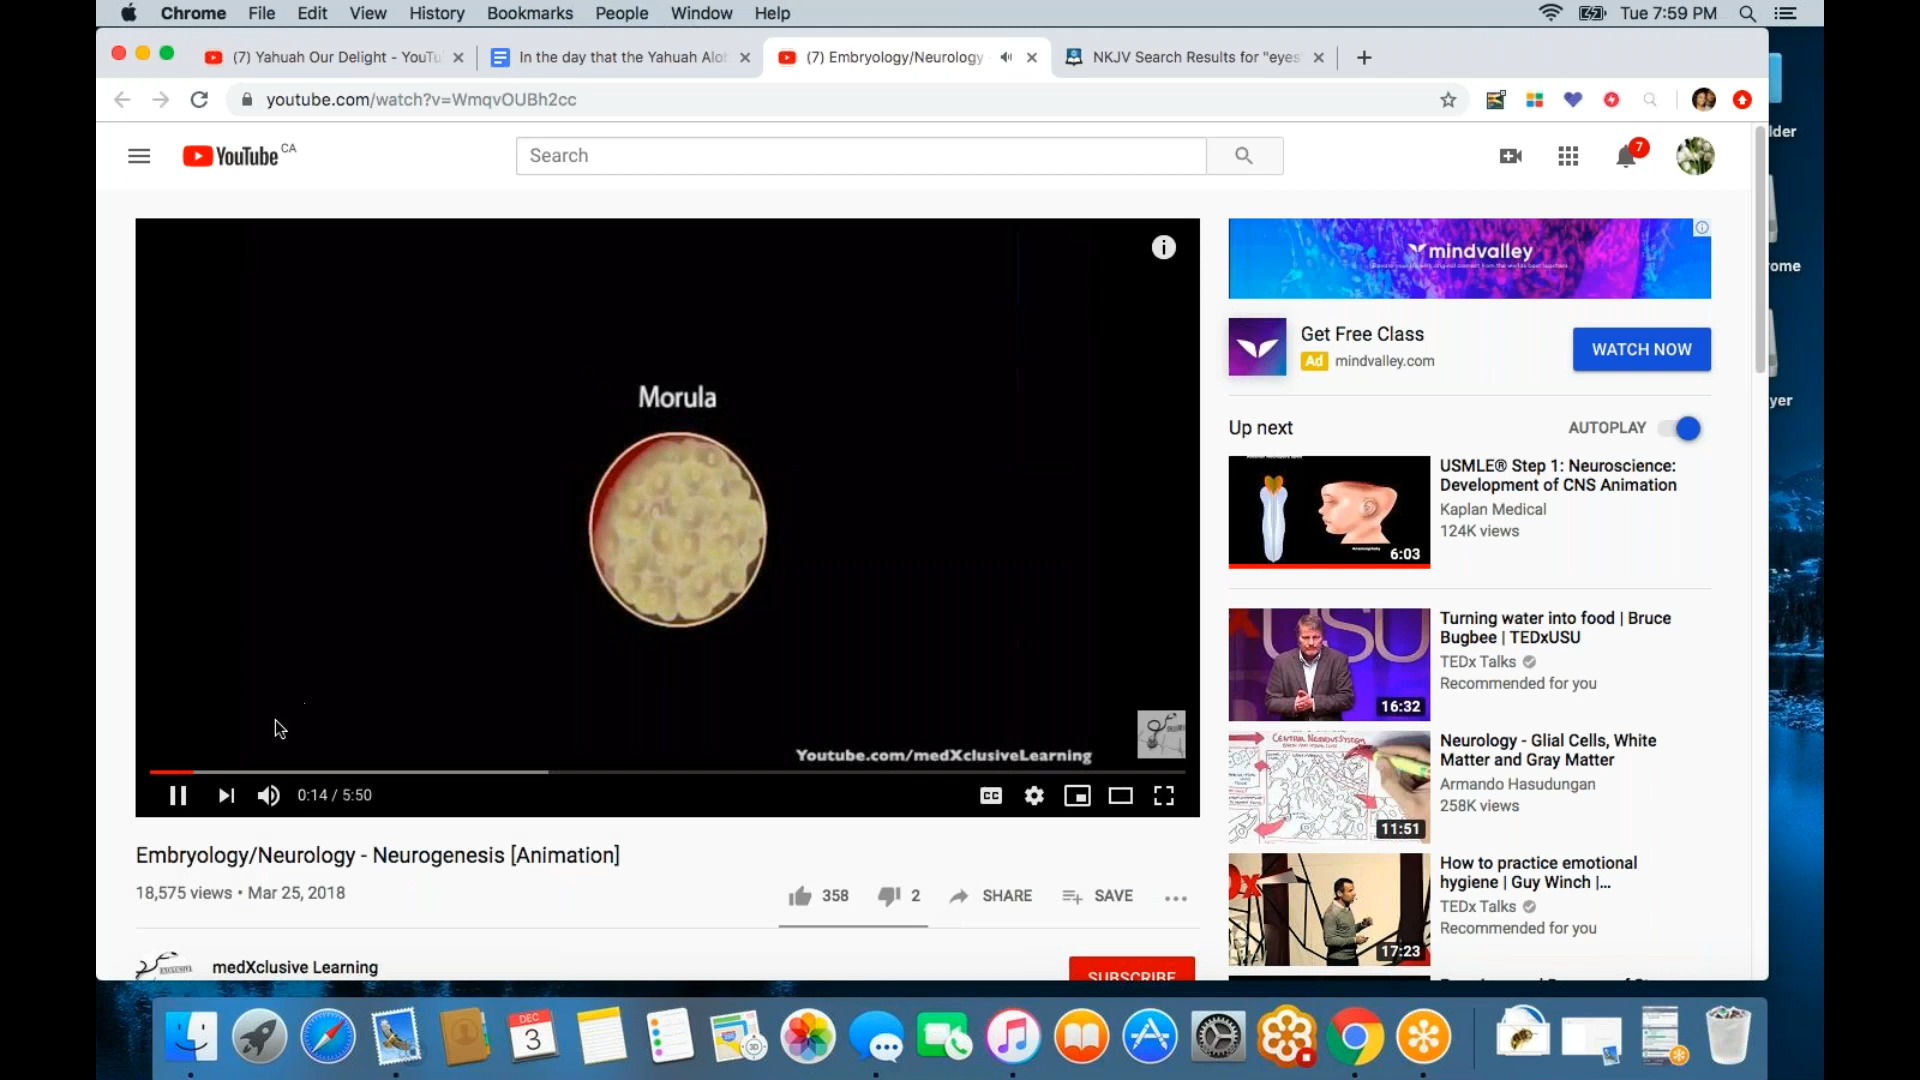 Chrome File Edit View History Bookmarks People Window Help Tue 7:59 PM
(7) Yahuah Our Delight - YouTu
In the day that the Yahuah Aloh
(7) Embryology/Neurology
NKJV Search Results for "eyes"
youtube.com/watch?v=WmqvOUBh2cc
YouTube CA
Search
7
mindvalley
Get Free Class
Ad mindvalley.com
WATCH NOW
Up next
AUTOPLAY
Morula
Youtube.com/medXclusiveLearning
CC
0:14 / 5:50
Embryology/Neurology - Neurogenesis [Animation]
18,575 views • Mar 25, 2018
358
2
SHARE
SAVE
medXclusive Learning
SUBSCRIBE
USMLE® Step 1: Neuroscience:
Development of CNS Animation
Kaplan Medical
124K views
6:03
Turning water into food | Bruce
Bugbee | TEDxUSU
TEDx Talks
Recommended for you
USU
16:32
Neurology - Glial Cells, White
Matter and Gray Matter
Armando Hasudungan
258K views
CENTRAL NERVOUS SYSTEM
11:51
How to practice emotional
hygiene | Guy Winch |...
TEDx Talks
Recommended for you
17:23
lder
ome
yer
DEC
3